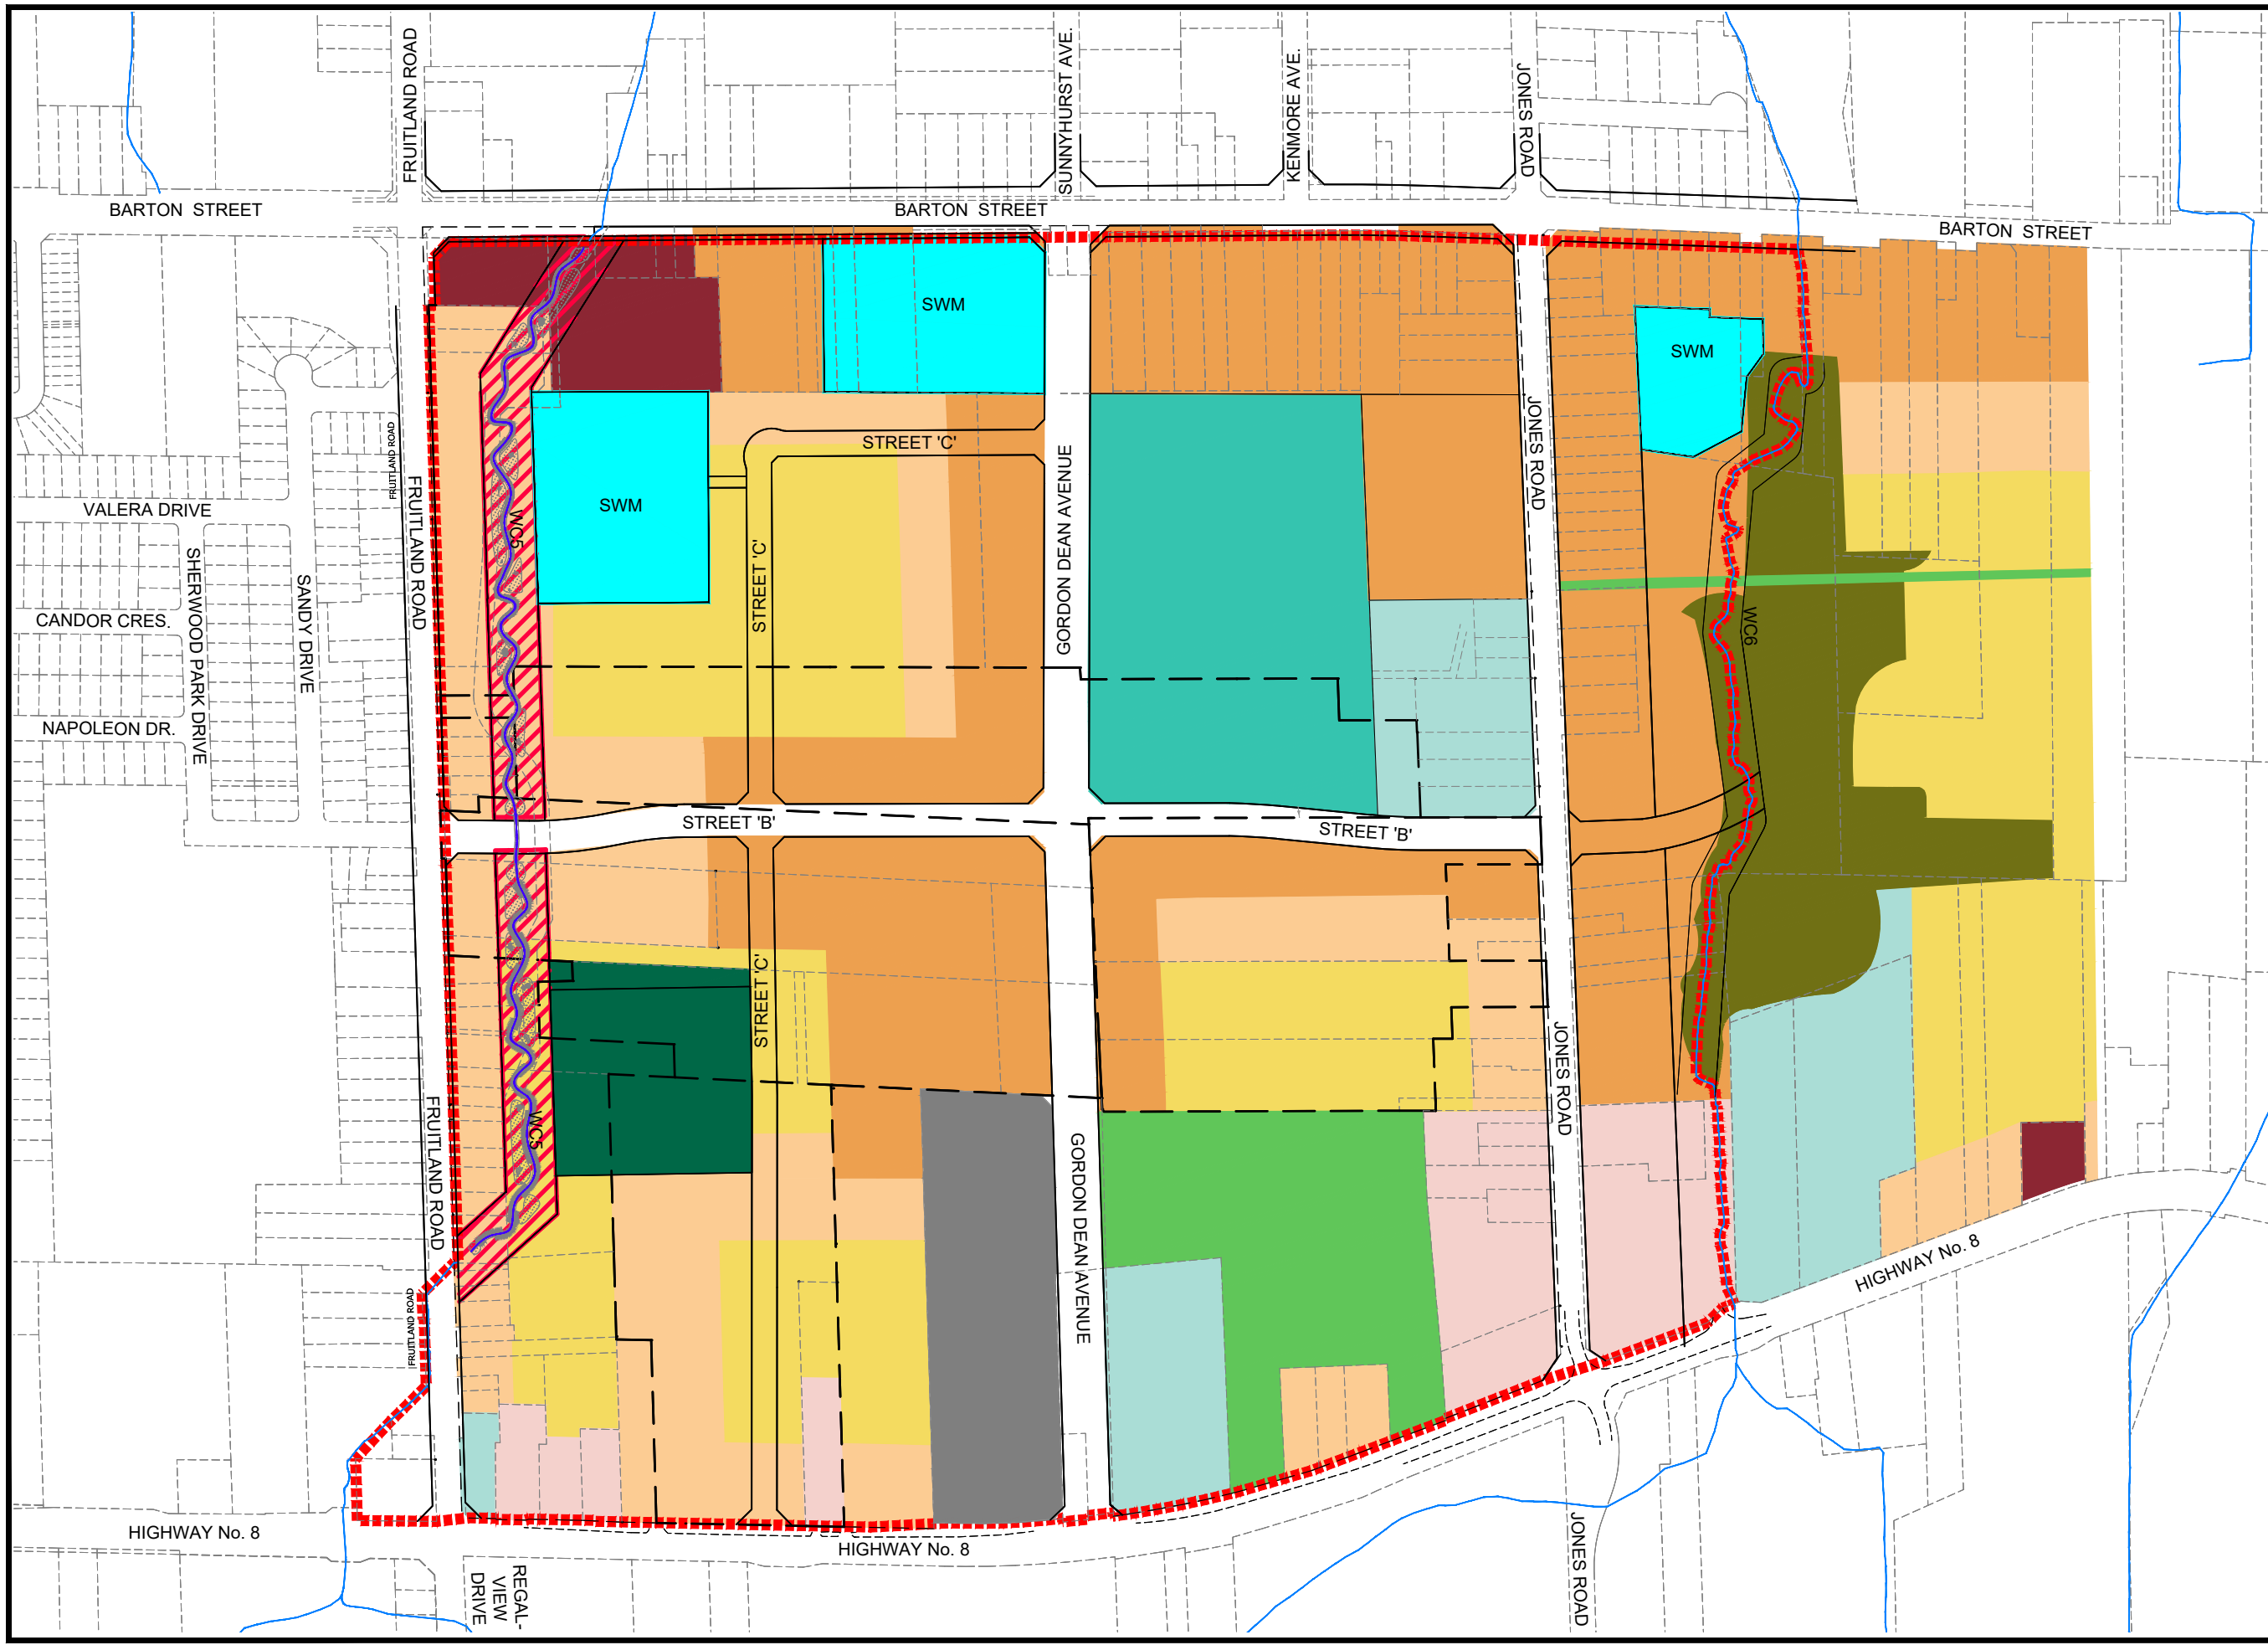 FRUITLAND ROAD
SUNNYHURST AVE.
KENMORE AVE.
JONES ROAD
BARTON STREET
BARTON STREET
BARTON STREET
SWM
SWM
SWM
STREET 'C'
FRUITLAND ROAD
FRUITLAND ROAD
JONES ROAD
GORDON DEAN AVENUE
VALERA DRIVE
WC5
STREET 'C'
SHERWOOD PARK DRIVE
SANDY DRIVE
CANDOR CRES.
WC6
NAPOLEON DR.
STREET 'B'
STREET 'B'
STREET 'C'
JONES ROAD
FRUITLAND ROAD
WC5
GORDON DEAN AVENUE
HIGHWAY No. 8
FRUITLAND ROAD
HIGHWAY No. 8
HIGHWAY No. 8
REGAL-
VIEW
DRIVE
JONES ROAD